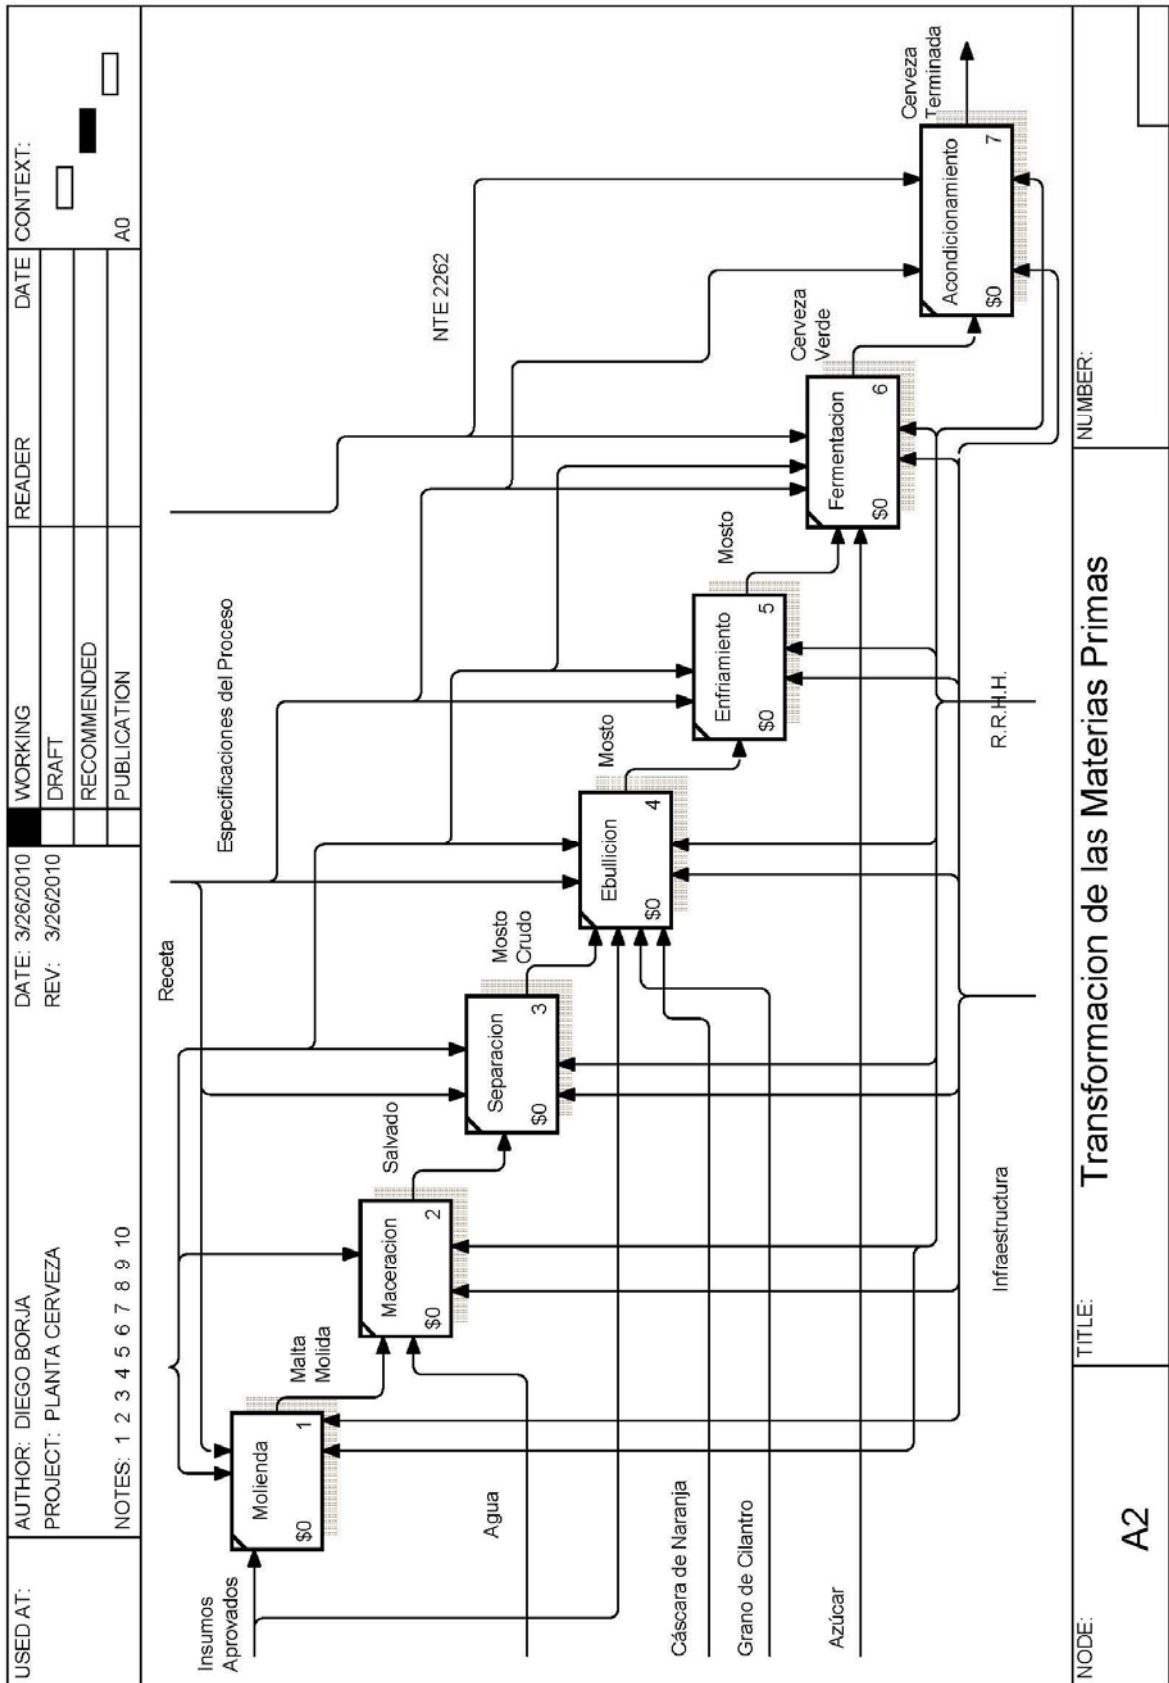 USED AT:
AUTHOR: DIEGO BORJA
DATE: 3/26/2010
WORKING
READER
DATE
CONTEXT:
PROJECT: PLANTA CERVEZA
REV: 3/26/2010
DRAFT
RECOMMENDED
NOTES: 1 2 3 4 5 6 7 8 9 10
PUBLICATION
A0
Receta
Especificaciones del Proceso
NTE 2262
Insumos
Aprovados
Molienda
$0
1
Malta
Molida
Agua
Maceracion
$0
2
Salvado
Separacion
$0
3
Mosto
Crudo
Ebullicion
$0
4
Mosto
Enfriamiento
$0
5
Mosto
Fermentacion
$0
6
Cerveza
Verde
Acondicionamiento
$0
7
Cerveza
Terminada
Cáscara de Naranja
Grano de Cilantro
Azúcar
Infraestructura
R.R.H.H.
NODE:
A2
TITLE:
Transformacion de las Materias Primas
NUMBER: